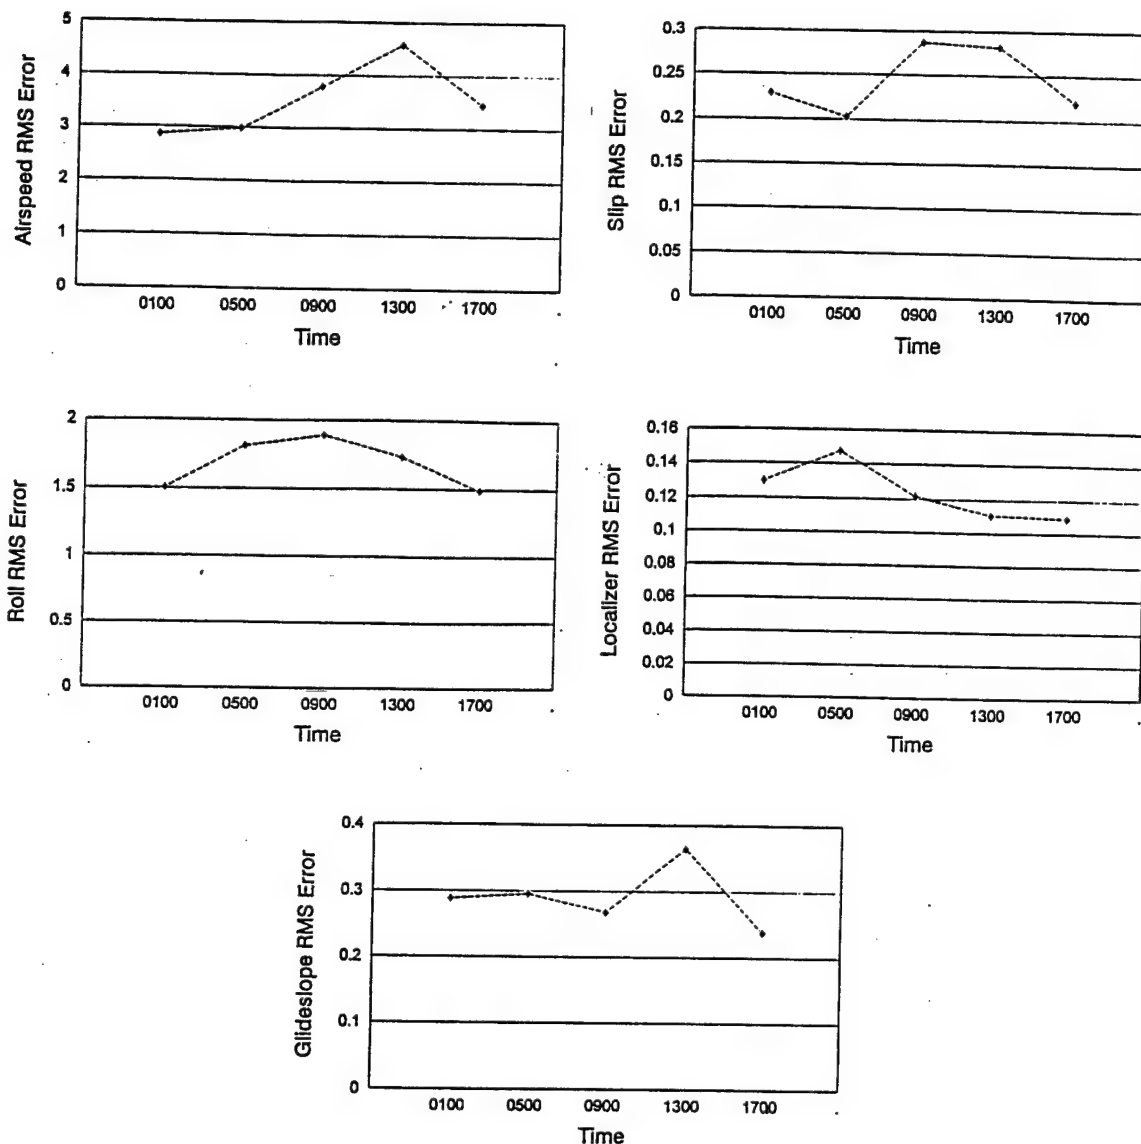 Airspeed RMS Error
5
4
3
2
1
0
0100 0500 0900 1300 1700
Time
Slip RMS Error
0.3
0.25
0.2
0.15
0.1
0.05
0
0100 0500 0900 1300 1700
Time
Roll RMS Error
2
1.5
1
0.5
0
0100 0500 0900 1300 1700
Time
Localizer RMS Error
0.16
0.14
0.12
0.1
0.08
0.06
0.04
0.02
0
0100 0500 0900 1300 1700
Time
Glideslope RMS Error
0.4
0.3
0.2
0.1
0
0100 0500 0900 1300 1700
Time